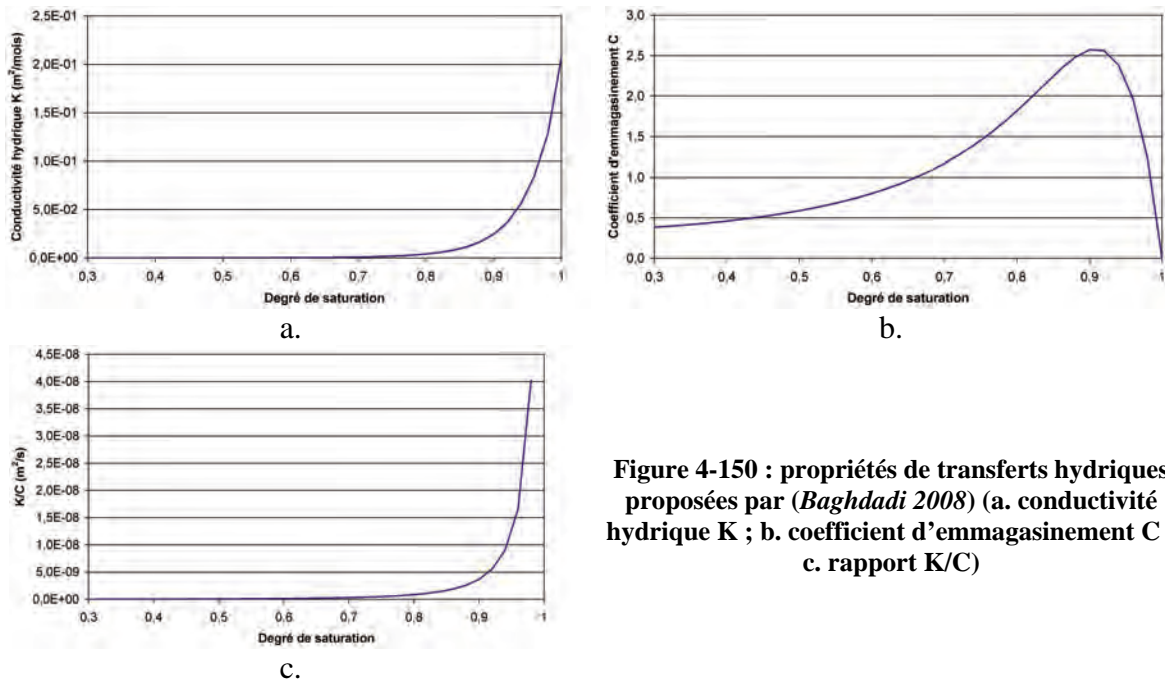 2,5E-01
2,0E-01
1,5E-01
1,0E-01
5,0E-02
0,0E+00
Conductivité hydrique K (m²/mois)
0,3 0,4 0,5 0,6 0,7 0,8 0,9 1
Degré de saturation
a.
3,0
2,5
2,0
1,5
1,0
0,5
0,0
Coefficient d'emmagasinement C
0,3 0,4 0,5 0,6 0,7 0,8 0,9 1
Degré de saturation
b.
4,5E-08
4,0E-08
3,5E-08
3,0E-08
2,5E-08
2,0E-08
1,5E-08
1,0E-08
5,0E-09
0,0E+00
K/C (m²/s)
0,3 0,4 0,5 0,6 0,7 0,8 0,9 1
Degré de saturation
c.
Figure 4-150 : propriétés de transferts hydriques
proposées par (Baghdadi 2008) (a. conductivité
hydrique K ; b. coefficient d'emmagasinement C
c. rapport K/C)